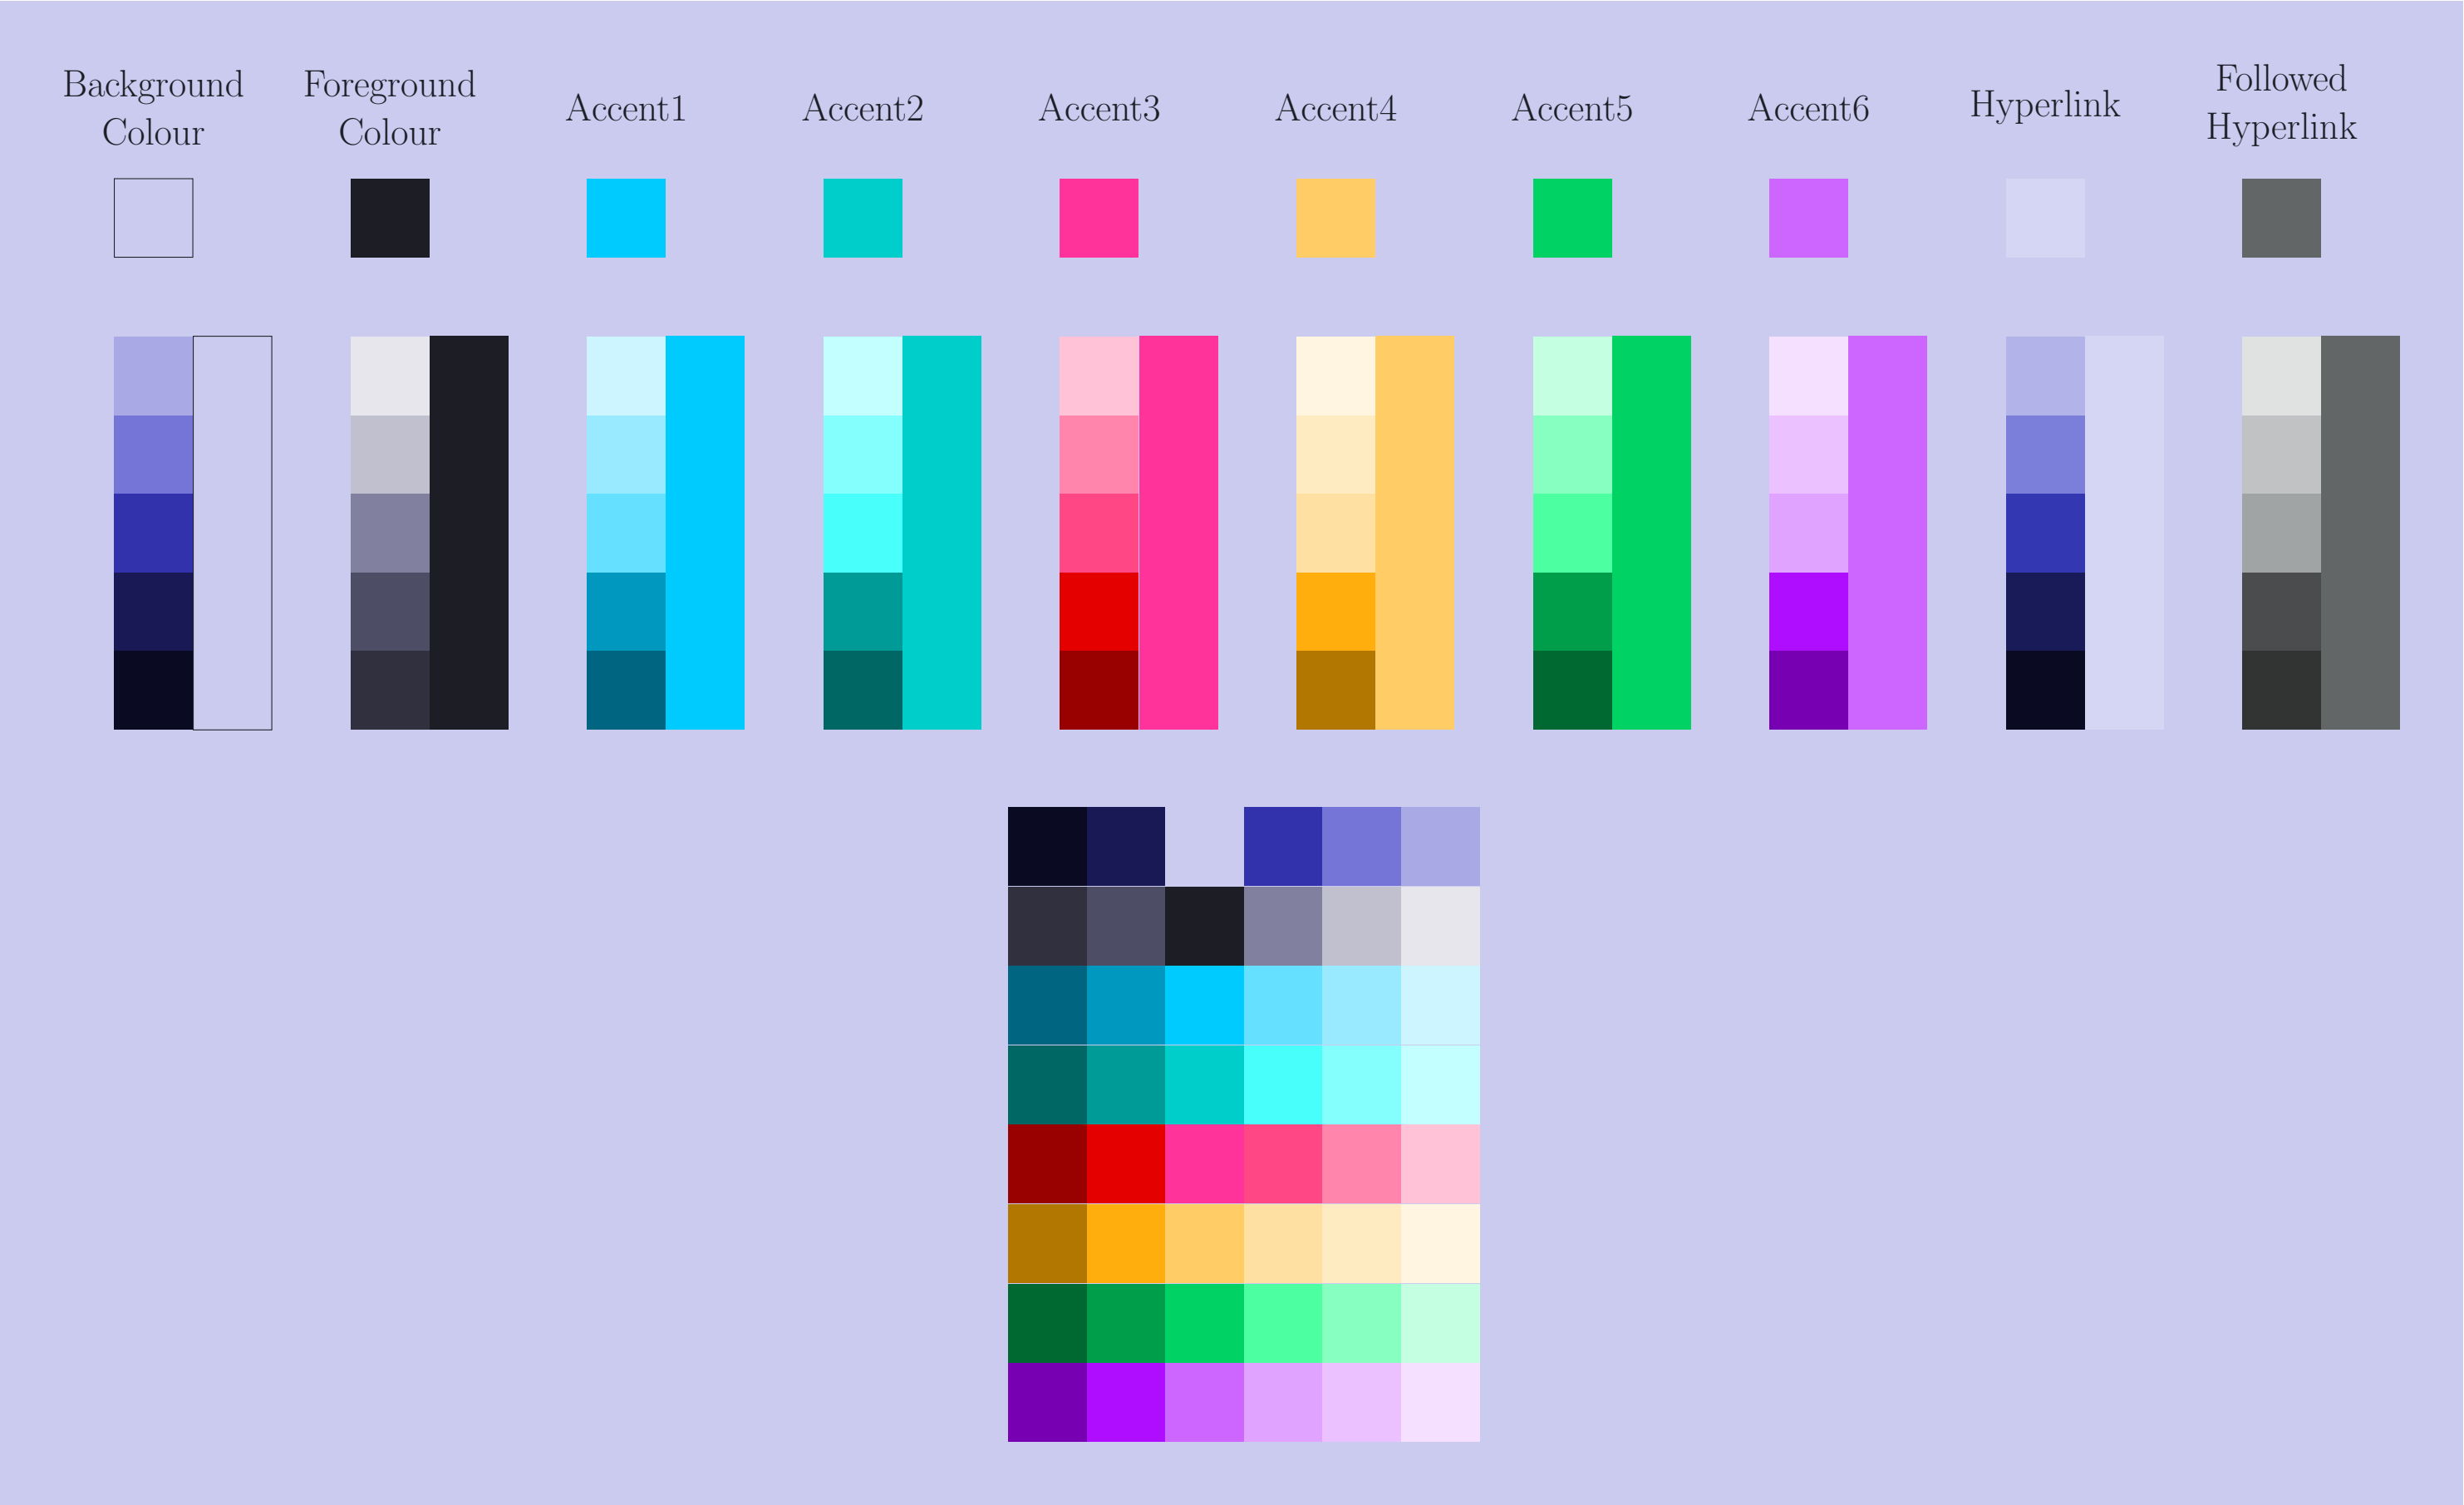 Background
Colour
Foreground
Colour
Accent1
Accent2
Accent3
Accent4
Accent5
Accent6
Hyperlink
Followed
Hyperlink